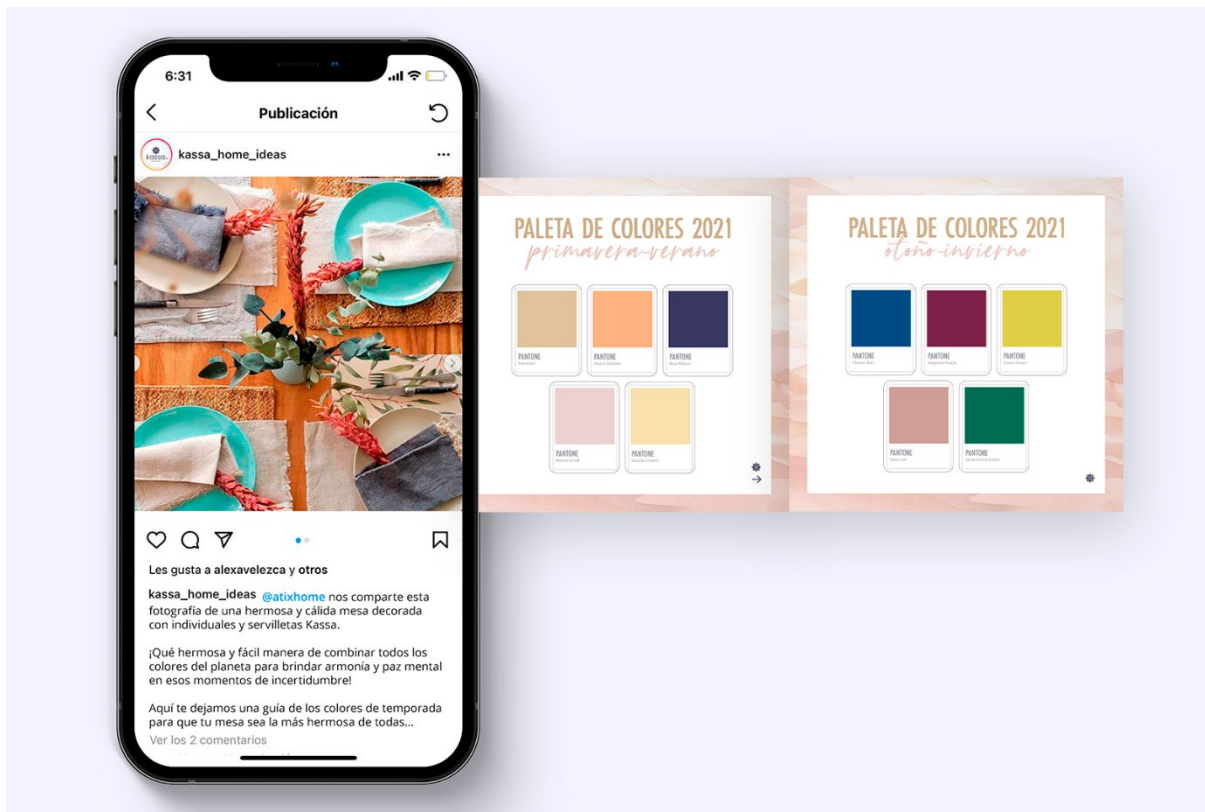 6:31
Publicación
kassa.
kassa_home_ideas
Les gusta a alexavelezca y otros
kassa_home_ideas @atixhome nos comparte esta
fotografía de una hermosa y cálida mesa decorada
con individuales y servilletas Kassa.
¡Qué hermosa y fácil manera de combinar todos los
colores del planeta para brindar armonía y paz mental
en esos momentos de incertidumbre!
Aquí te dejamos una guía de los colores de temporada
para que tu mesa sea la más hermosa de todas...
Ver los 2 comentarios
PALETA DE COLORES 2021
primavera-verano
PANTONE
PANTONE
PANTONE
PANTONE
PANTONE
PALETA DE COLORES 2021
otoño-invierno
PANTONE
PANTONE
PANTONE
PANTONE
PANTONE